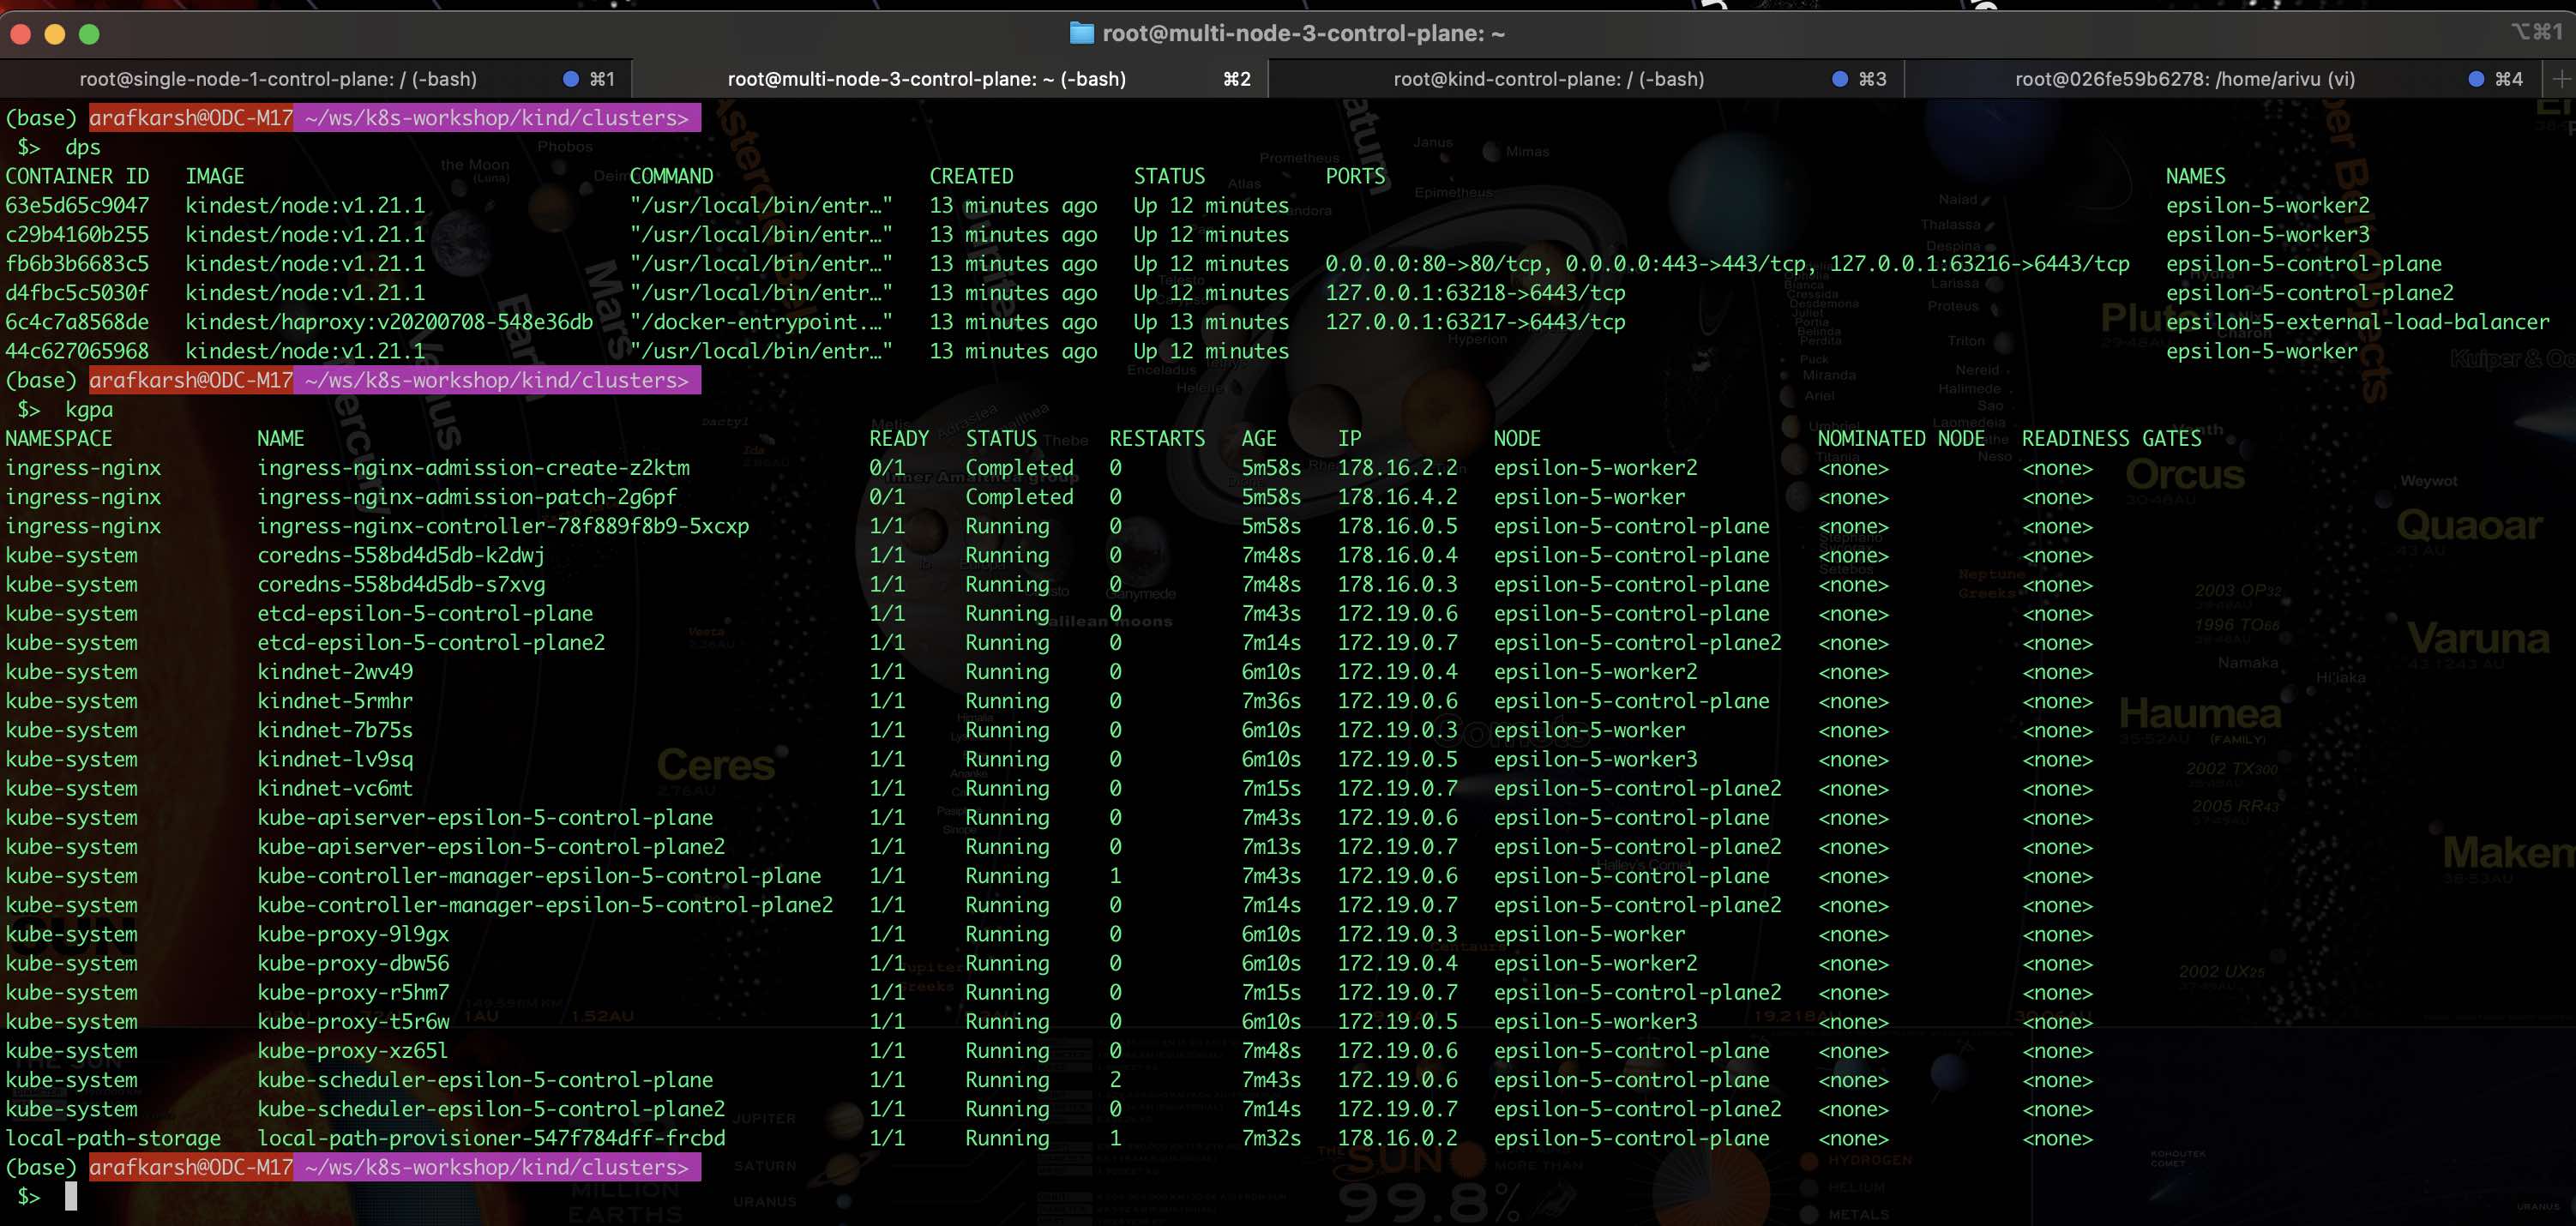 root@multi-node-3-control-plane: ~
⌥⌘1
root@single-node-1-control-plane: / (-bash) ⌘1 root@multi-node-3-control-plane: ~ (-bash) ⌘2 root@kind-control-plane: / (-bash) ⌘3 root@026fe59b6278: /home/arivu (vi) ⌘4 +
(base) arafkarsh@ODC-M17 ~/ws/k8s-workshop/kind/clusters>
$> dps
CONTAINER ID IMAGE COMMAND CREATED STATUS PORTS NAMES
63e5d65c9047 kindest/node:v1.21.1 "/usr/local/bin/entr…" 13 minutes ago Up 12 minutes epsilon-5-worker2
c29b4160b255 kindest/node:v1.21.1 "/usr/local/bin/entr…" 13 minutes ago Up 12 minutes epsilon-5-worker3
fb6b3b6683c5 kindest/node:v1.21.1 "/usr/local/bin/entr…" 13 minutes ago Up 12 minutes 0.0.0.0:80->80/tcp, 0.0.0.0:443->443/tcp, 127.0.0.1:63216->6443/tcp epsilon-5-control-plane
d4fbc5c5030f kindest/node:v1.21.1 "/usr/local/bin/entr…" 13 minutes ago Up 12 minutes 127.0.0.1:63218->6443/tcp epsilon-5-control-plane2
6c4c7a8568de kindest/haproxy:v20200708-548e36db "/docker-entrypoint.…" 13 minutes ago Up 13 minutes 127.0.0.1:63217->6443/tcp epsilon-5-external-load-balancer
44c627065968 kindest/node:v1.21.1 "/usr/local/bin/entr…" 13 minutes ago Up 12 minutes epsilon-5-worker
(base) arafkarsh@ODC-M17 ~/ws/k8s-workshop/kind/clusters>
$> kgpa
NAMESPACE NAME READY STATUS RESTARTS AGE IP NODE NOMINATED NODE READINESS GATES
ingress-nginx ingress-nginx-admission-create-z2ktm 0/1 Completed 0 5m58s 178.16.2.2 epsilon-5-worker2 <none> <none>
ingress-nginx ingress-nginx-admission-patch-2g6pf 0/1 Completed 0 5m58s 178.16.4.2 epsilon-5-worker <none> <none>
ingress-nginx ingress-nginx-controller-78f889f8b9-5xcxp 1/1 Running 0 5m58s 178.16.0.5 epsilon-5-control-plane <none> <none>
kube-system coredns-558bd4d5db-k2dwj 1/1 Running 0 7m48s 178.16.0.4 epsilon-5-control-plane <none> <none>
kube-system coredns-558bd4d5db-s7xvg 1/1 Running 0 7m48s 178.16.0.3 epsilon-5-control-plane <none> <none>
kube-system etcd-epsilon-5-control-plane 1/1 Running 0 7m43s 172.19.0.6 epsilon-5-control-plane <none> <none>
kube-system etcd-epsilon-5-control-plane2 1/1 Running 0 7m14s 172.19.0.7 epsilon-5-control-plane2 <none> <none>
kube-system kindnet-2wv49 1/1 Running 0 6m10s 172.19.0.4 epsilon-5-worker2 <none> <none>
kube-system kindnet-5rmhr 1/1 Running 0 7m36s 172.19.0.6 epsilon-5-control-plane <none> <none>
kube-system kindnet-7b75s 1/1 Running 0 6m10s 172.19.0.3 epsilon-5-worker <none> <none>
kube-system kindnet-lv9sq 1/1 Running 0 6m10s 172.19.0.5 epsilon-5-worker3 <none> <none>
kube-system kindnet-vc6mt 1/1 Running 0 7m15s 172.19.0.7 epsilon-5-control-plane2 <none> <none>
kube-system kube-apiserver-epsilon-5-control-plane 1/1 Running 0 7m43s 172.19.0.6 epsilon-5-control-plane <none> <none>
kube-system kube-apiserver-epsilon-5-control-plane2 1/1 Running 0 7m13s 172.19.0.7 epsilon-5-control-plane2 <none> <none>
kube-system kube-controller-manager-epsilon-5-control-plane 1/1 Running 1 7m43s 172.19.0.6 epsilon-5-control-plane <none> <none>
kube-system kube-controller-manager-epsilon-5-control-plane2 1/1 Running 0 7m14s 172.19.0.7 epsilon-5-control-plane2 <none> <none>
kube-system kube-proxy-9l9gx 1/1 Running 0 6m10s 172.19.0.3 epsilon-5-worker <none> <none>
kube-system kube-proxy-dbw56 1/1 Running 0 6m10s 172.19.0.4 epsilon-5-worker2 <none> <none>
kube-system kube-proxy-r5hm7 1/1 Running 0 7m15s 172.19.0.7 epsilon-5-control-plane2 <none> <none>
kube-system kube-proxy-t5r6w 1/1 Running 0 6m10s 172.19.0.5 epsilon-5-worker3 <none> <none>
kube-system kube-proxy-xz65l 1/1 Running 0 7m48s 172.19.0.6 epsilon-5-control-plane <none> <none>
kube-system kube-scheduler-epsilon-5-control-plane 1/1 Running 2 7m43s 172.19.0.6 epsilon-5-control-plane <none> <none>
kube-system kube-scheduler-epsilon-5-control-plane2 1/1 Running 0 7m14s 172.19.0.7 epsilon-5-control-plane2 <none> <none>
local-path-storage local-path-provisioner-547f784dff-frcbd 1/1 Running 1 7m32s 178.16.0.2 epsilon-5-control-plane <none> <none>
(base) arafkarsh@ODC-M17 ~/ws/k8s-workshop/kind/clusters>
$>
Ceres
Orcus
Weywot
Quaoar
Varuna
Namaka
Hi'iaka
Haumea
(FAMILY)
2002 TX300
2005 RR43
2003 OP32
1996 TO66
2002 UX25
JUPITER
SATURN
URANUS
MILLION
EARTHS
THE SUN
MORE THAN
99.8%
HYDROGEN
HELIUM
METALS
KOHOUTEK
COMET